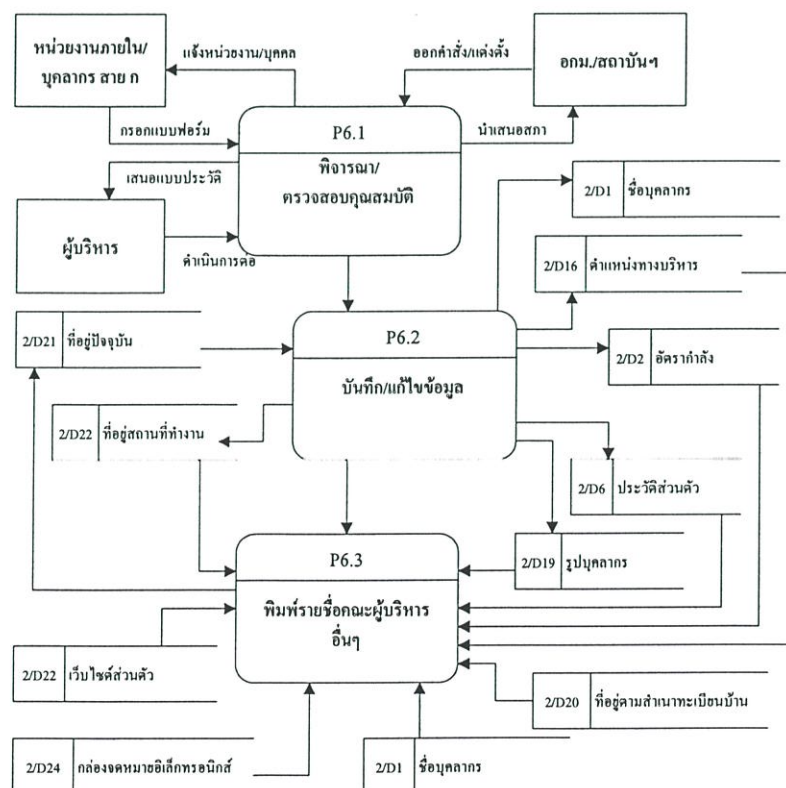 หน่วยงานภายใน/
บุคลากร สาย ก
แจ้งหน่วยงาน/บุคคล
ออกคำสั่ง/แต่งตั้ง
อกม./สถาบันฯ
กรอกแบบฟอร์ม
P6.1
นำเสนอสภา
พิจารณา/
ตรวจสอบคุณสมบัติ
เสนอแบบประวัติ
2/D1 ชื่อบุคลากร
ผู้บริหาร
ดำเนินการต่อ
2/D16 ตำแหน่งทางบริหาร
2/D21 ที่อยู่ปัจจุบัน
P6.2
2/D2 อัตรากำลัง
บันทึก/แก้ไขข้อมูล
2/D22 ที่อยู่สถานที่ทำงาน
2/D6 ประวัติส่วนตัว
P6.3
2/D19 รูปบุคลากร
พิมพ์รายชื่อคณะผู้บริหาร
อื่นๆ
2/D22 เว็บไซต์ส่วนตัว
2/D20 ที่อยู่ตามสำเนาทะเบียนบ้าน
2/D24 กล่องจดหมายอิเล็กทรอนิกส์
2/D1 ชื่อบุคลากร